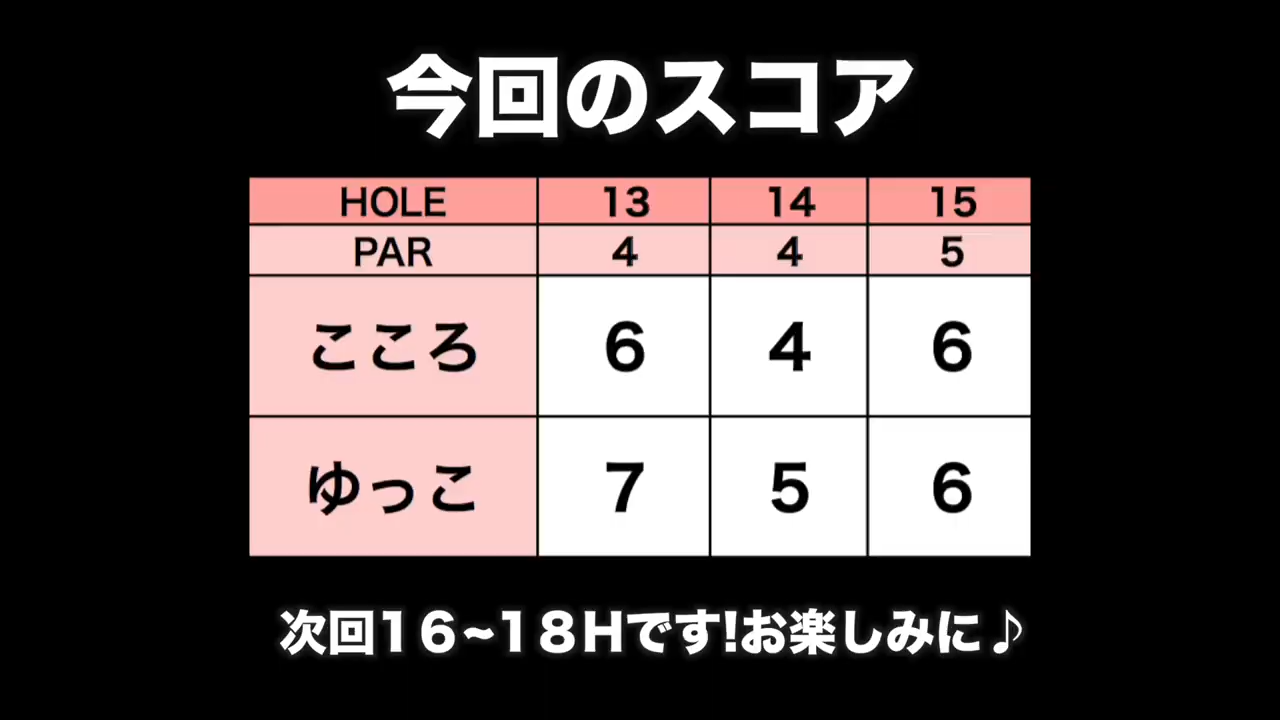 今回のスコア
HOLE 13 14 15
PAR 4 4 5
こころ 6 4 6
ゆっこ 7 5 6
次回16~18Hです!お楽しみに♪